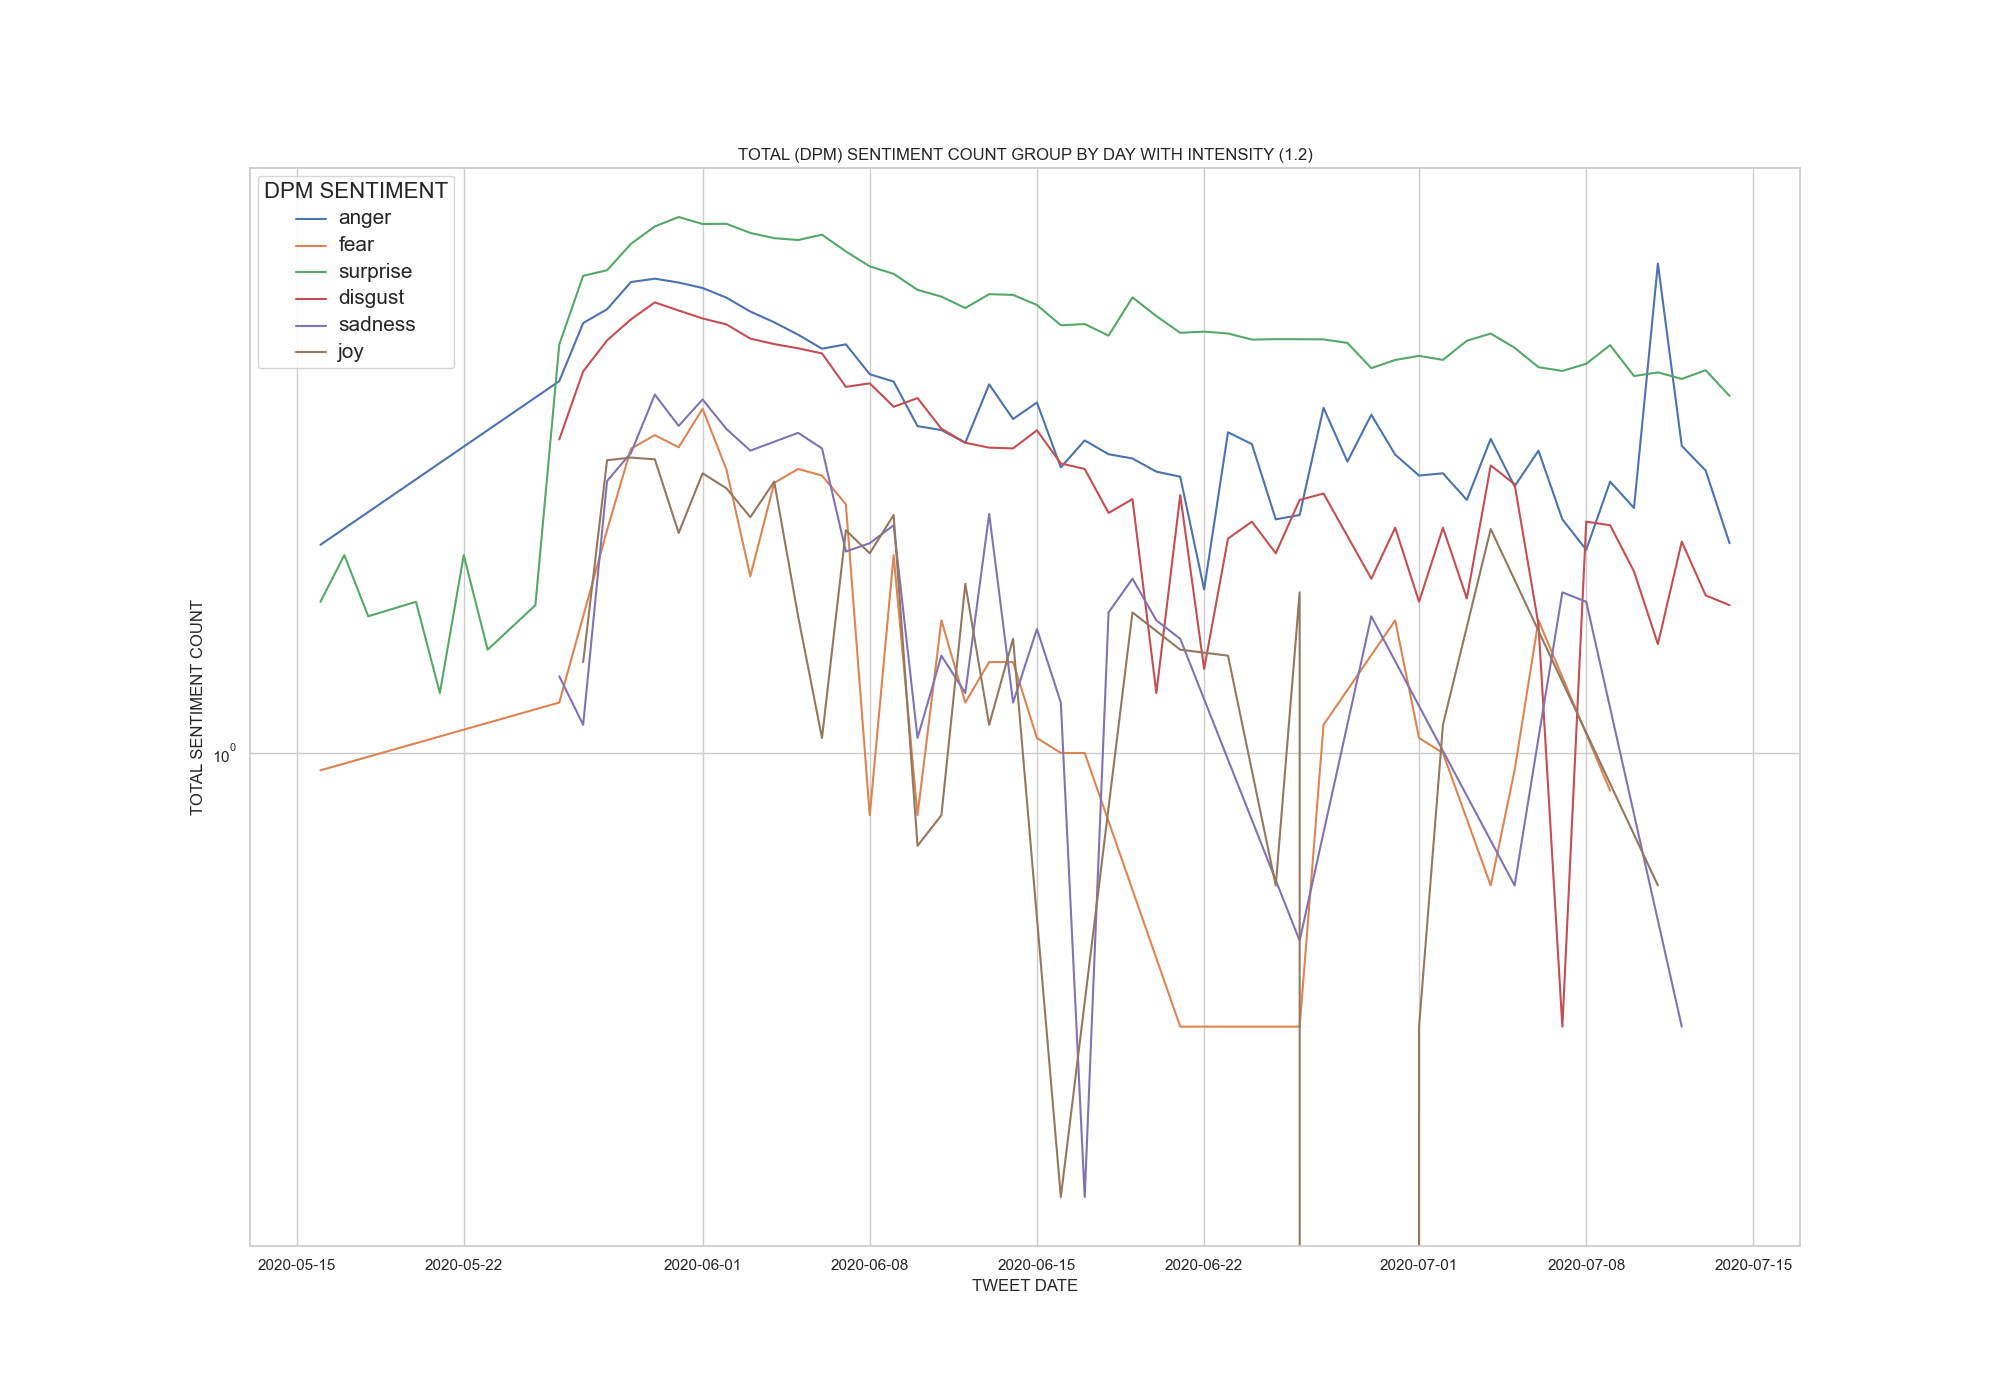 TOTAL (DPM) SENTIMENT COUNT GROUP BY DAY WITH INTENSITY (1.2)
DPM SENTIMENT
anger
fear
surprise
disgust
sadness
joy
TOTAL SENTIMENT COUNT
10⁰
2020-05-15 2020-05-22 2020-06-01 2020-06-08 2020-06-15 2020-06-22 2020-07-01 2020-07-08 2020-07-15
TWEET DATE